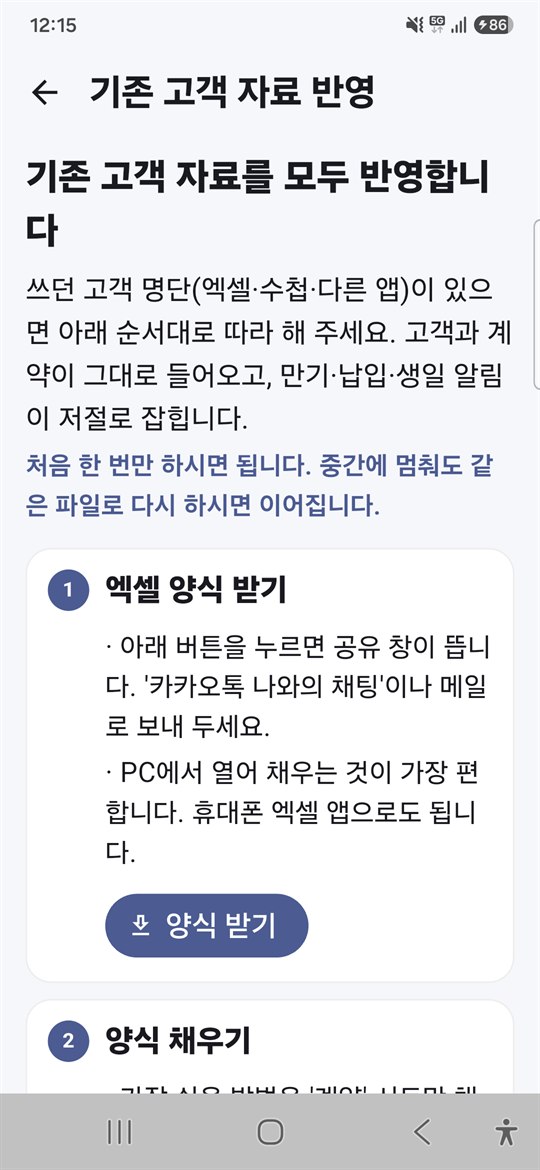 12:15
5G
86
기존 고객 자료 반영
기존 고객 자료를 모두 반영합니
다
쓰던 고객 명단(엑셀·수첩·다른 앱)이 있으
면 아래 순서대로 따라 해 주세요. 고객과 계
약이 그대로 들어오고, 만기·납입·생일 알림
이 저절로 잡힙니다.
처음 한 번만 하시면 됩니다. 중간에 멈춰도 같
은 파일로 다시 하시면 이어집니다.
1 엑셀 양식 받기
· 아래 버튼을 누르면 공유 창이 뜹니
다. '카카오톡 나와의 채팅'이나 메일
로 보내 두세요.
· PC에서 열어 채우는 것이 가장 편
합니다. 휴대폰 엑셀 앱으로도 됩니
다.
양식 받기
2 양식 채우기